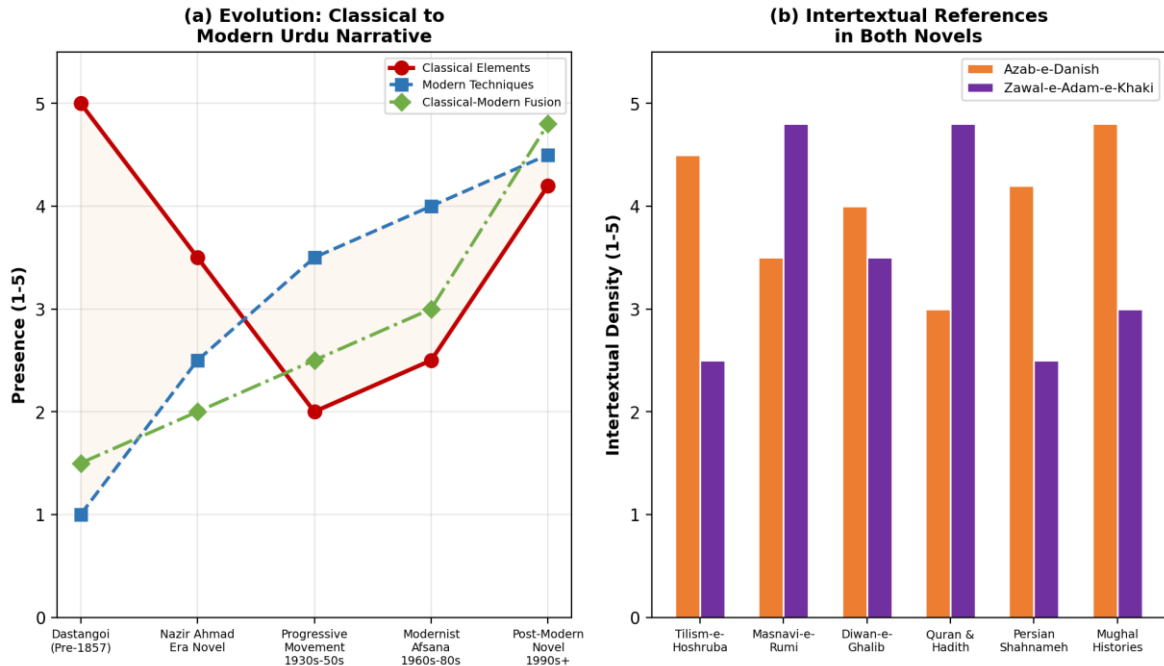 (a) Evolution: Classical to
Modern Urdu Narrative
Classical Elements
Modern Techniques
Classical-Modern Fusion
Presence (1-5)
5
4
3
2
1
0
Dastangoi
(Pre-1857)
Nazir Ahmad
Era Novel
Progressive
Movement
1930s-50s
Modernist
Afsana
1960s-80s
Post-Modern
Novel
1990s+
(b) Intertextual References
in Both Novels
Azab-e-Danish
Zawal-e-Adam-e-Khaki
Intertextual Density (1-5)
5
4
3
2
1
0
Tilism-e-
Hoshruba
Masnavi-e-
Rumi
Diwan-e-
Ghalib
Quran &
Hadith
Persian
Shahnameh
Mughal
Histories